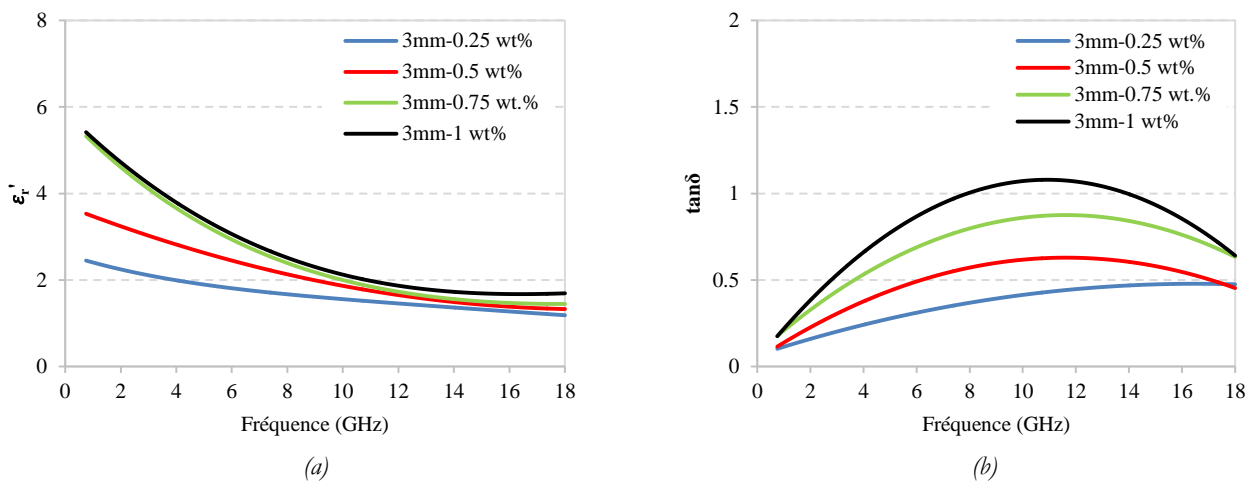 8
6
4
2
0
εr'
0 2 4 6 8 10 12 14 16 18
Fréquence (GHz)
3mm-0.25 wt%
3mm-0.5 wt%
3mm-0.75 wt.%
3mm-1 wt%
(a)
2
1.5
1
0.5
0
tanδ
0 2 4 6 8 10 12 14 16 18
Fréquence (GHz)
3mm-0.25 wt%
3mm-0.5 wt%
3mm-0.75 wt.%
3mm-1 wt%
(b)